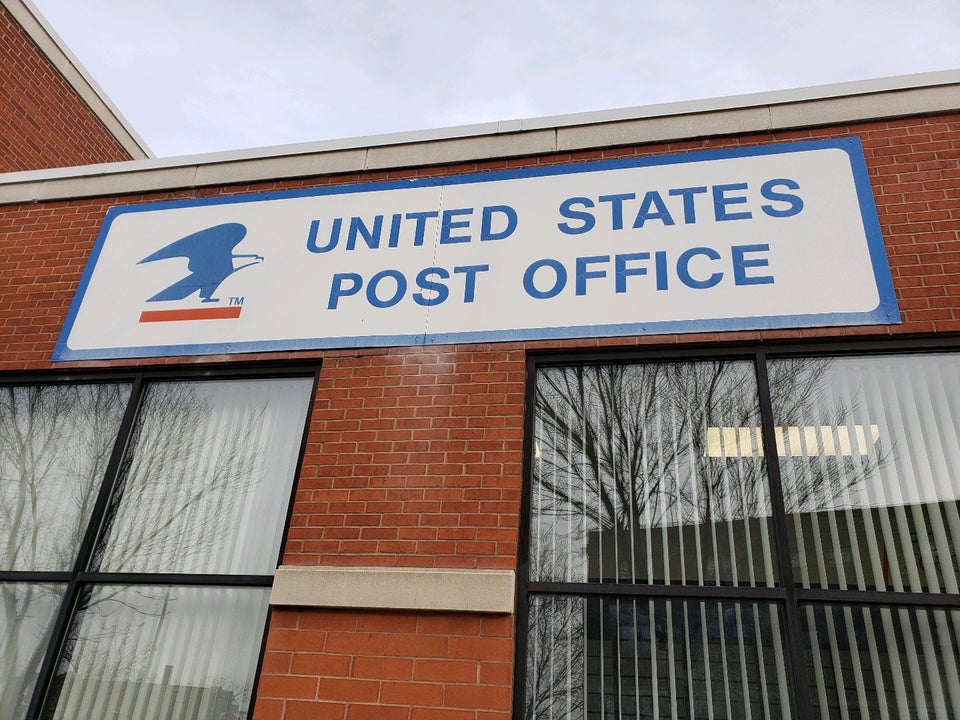 UNITED STATES
POST OFFICE
TM